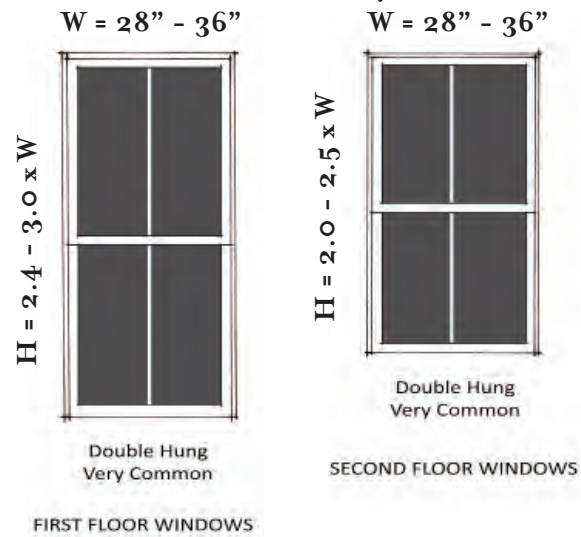 W = 28” - 36”
H = 2.4 - 3.0 x W
Double Hung
Very Common
FIRST FLOOR WINDOWS
W = 28” - 36”
H = 2.0 - 2.5 x W
Double Hung
Very Common
SECOND FLOOR WINDOWS